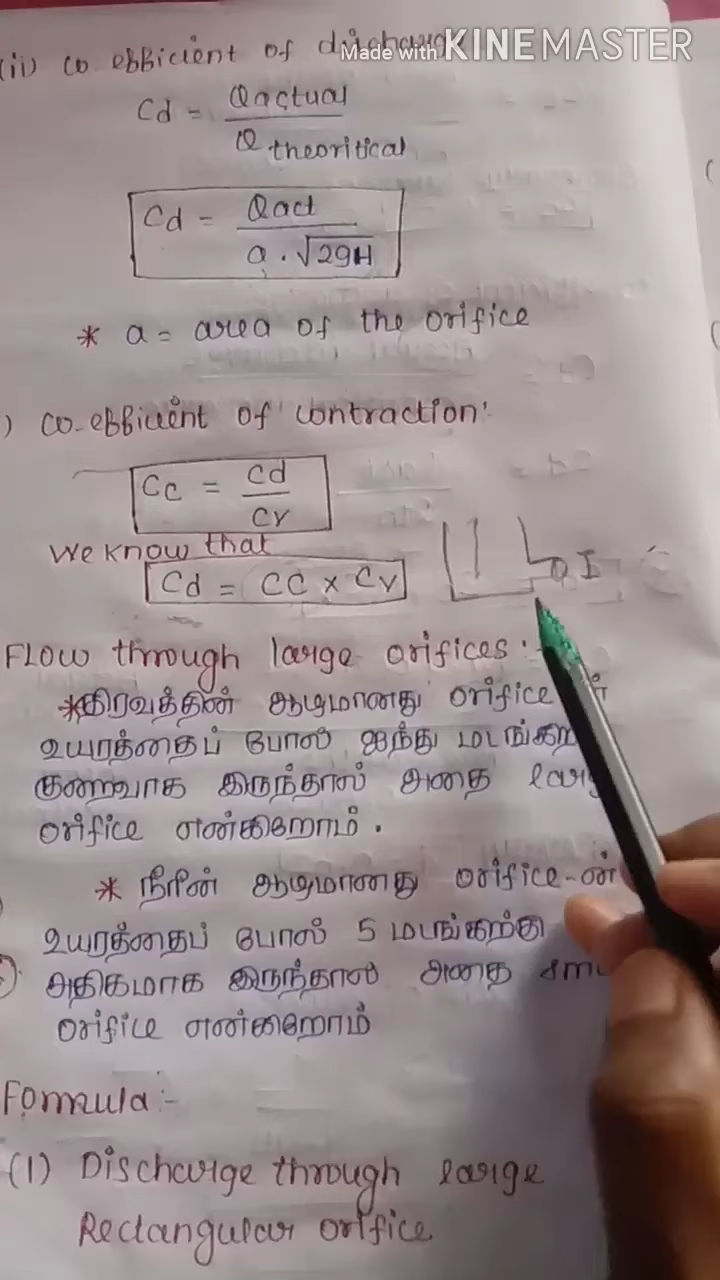 (ii) co.efficient of discharge
Made with KINEMASTER
Cd = Qactual
Q theoritical
Cd = Qact
a . √2gH
* a = area of the orifice
) co-efficient of contraction:
Cc = Cd
Cv
We know that
Cd = CC x Cv
FLOW through large orifices :-
* திரவத்தின் ஆழமானது orifice
உயரத்தைப் போல் ஐந்து மடங்கிற
குறைவாக இருந்தால் அதை
orifice என்கிறோம் .
* நீரின் ஆழமானது orifice-ன்
உயரத்தைப் போல் 5 மடங்கிற்கு
அதிகமாக இருந்தால் அதை
orifice என்கிறோம்
Fomula :-
(1) Discharge through large
Rectangular orifice